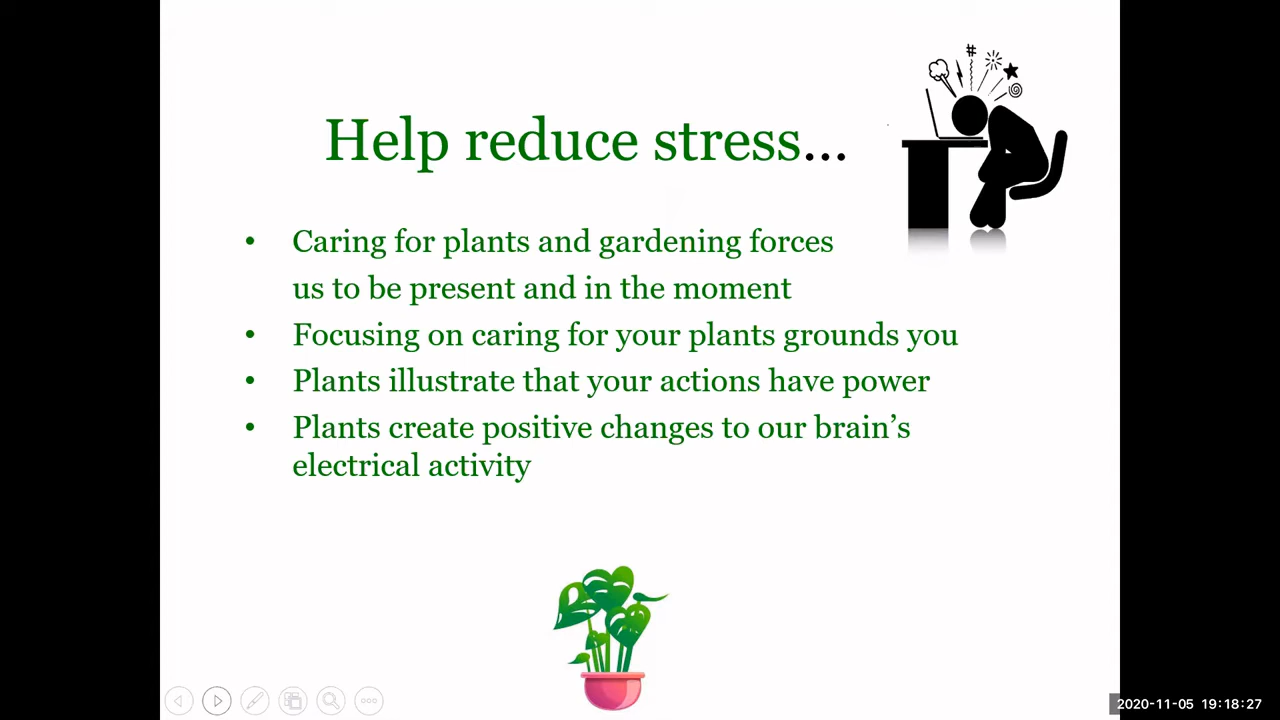 Help reduce stress...
• Caring for plants and gardening forces
us to be present and in the moment
• Focusing on caring for your plants grounds you
• Plants illustrate that your actions have power
• Plants create positive changes to our brain’s
electrical activity
2020-11-05 19:18:27